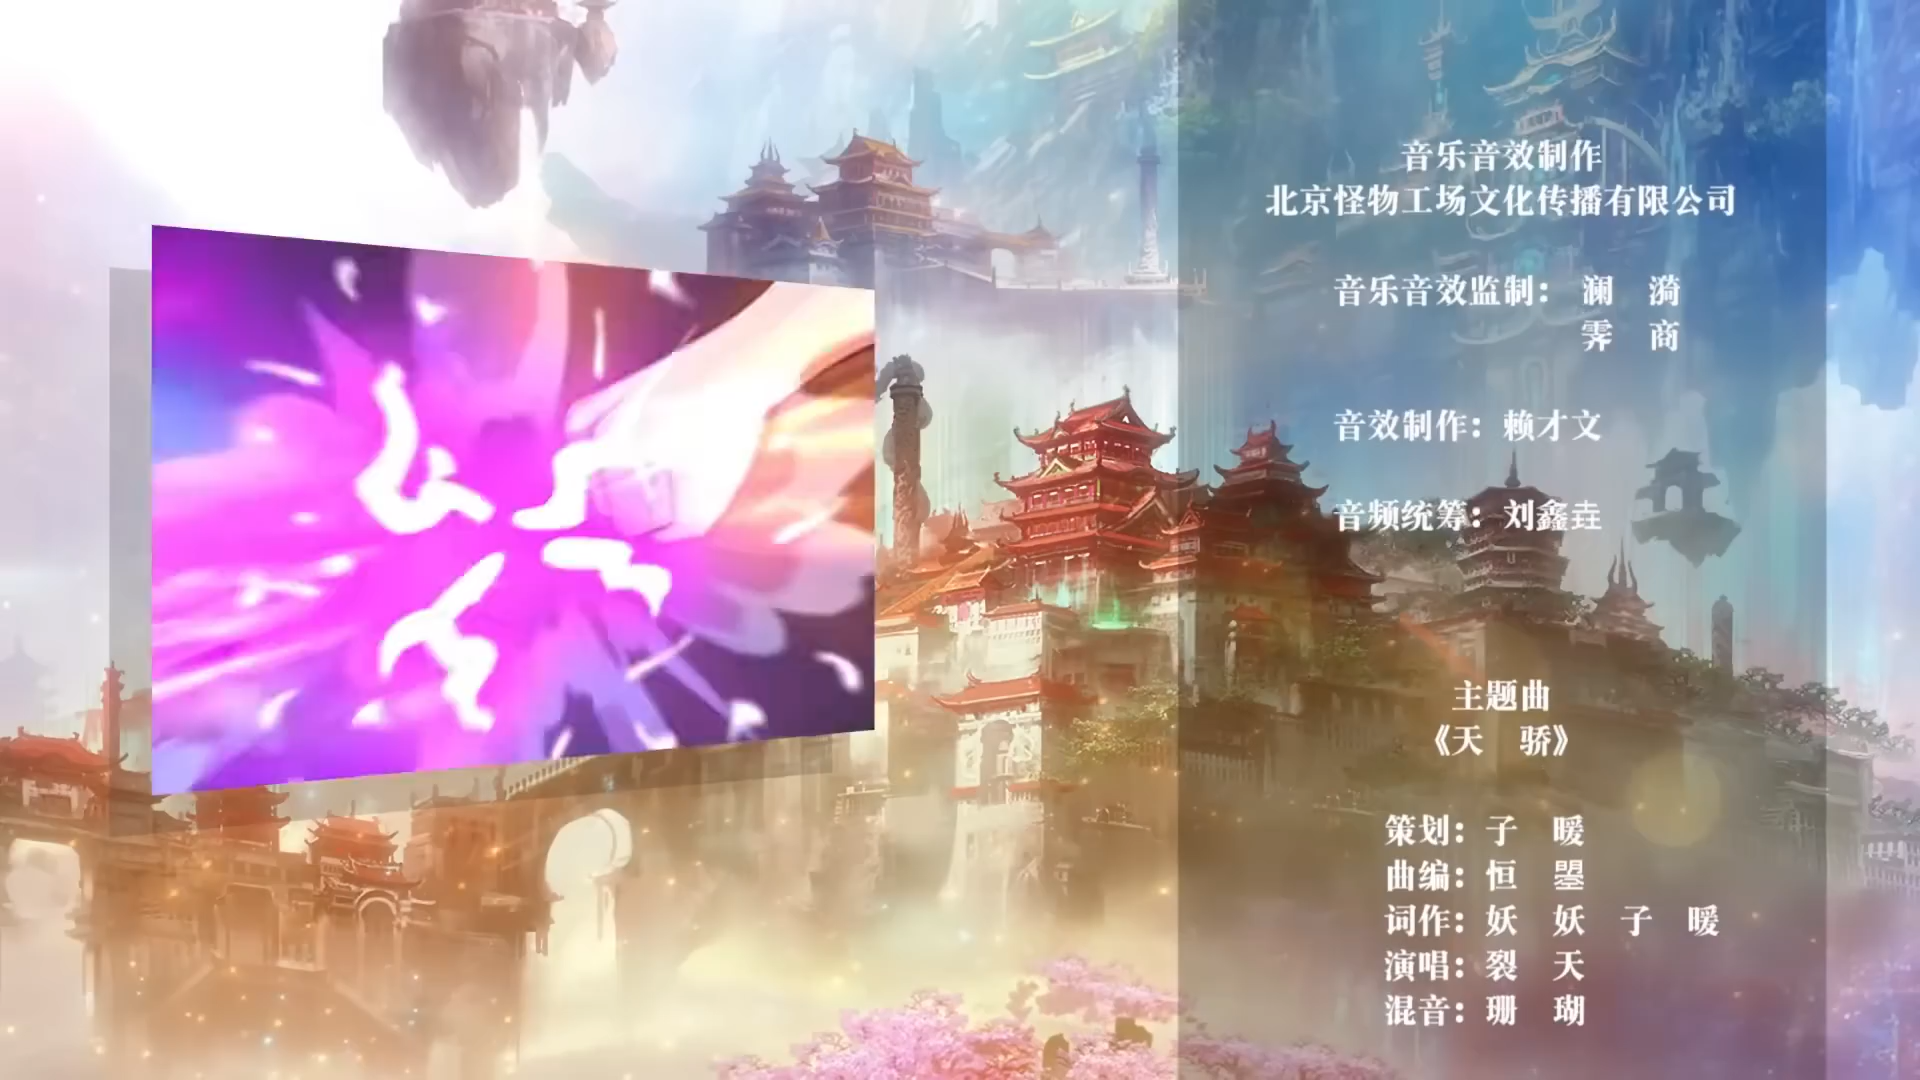 音乐音效制作
北京怪物工场文化传播有限公司
音乐音效监制： 澜　漪
霁　商
音效制作：赖才文
音频统筹：刘鑫垚
主题曲
《天　骄》
策划：子　暖
曲编：恒　曌
词作：妖　妖　子　暖
演唱：裂　天
混音：珊　瑚